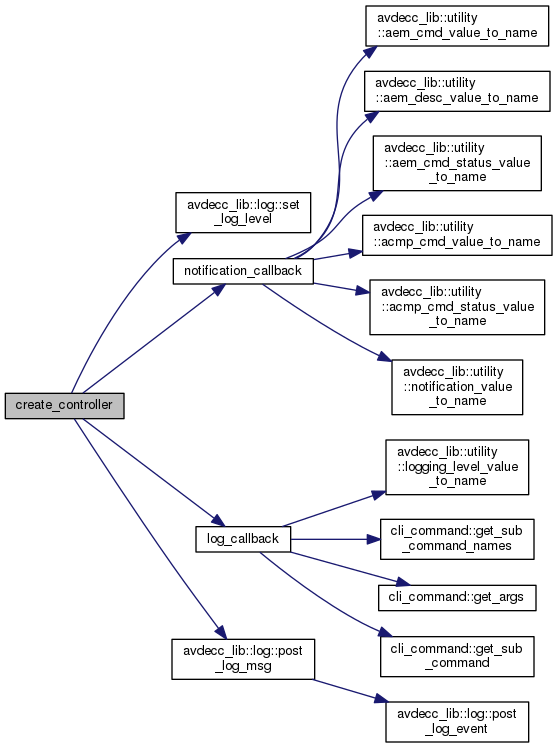 avdecc_lib::utility
::aem_cmd_value_to_name
avdecc_lib::utility
::aem_desc_value_to_name
avdecc_lib::utility
::aem_cmd_status_value
_to_name
avdecc_lib::log::set
_log_level
avdecc_lib::utility
::acmp_cmd_value_to_name
notification_callback
avdecc_lib::utility
::acmp_cmd_status_value
_to_name
avdecc_lib::utility
::notification_value
_to_name
create_controller
avdecc_lib::utility
::logging_level_value
_to_name
log_callback
cli_command::get_sub
_command_names
cli_command::get_args
avdecc_lib::log::post
_log_msg
cli_command::get_sub
_command
avdecc_lib::log::post
_log_event